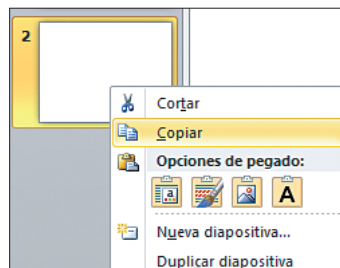 2
Cortar
Copiar
Opciones de pegado:
a A
Nueva diapositiva...
Duplicar diapositiva